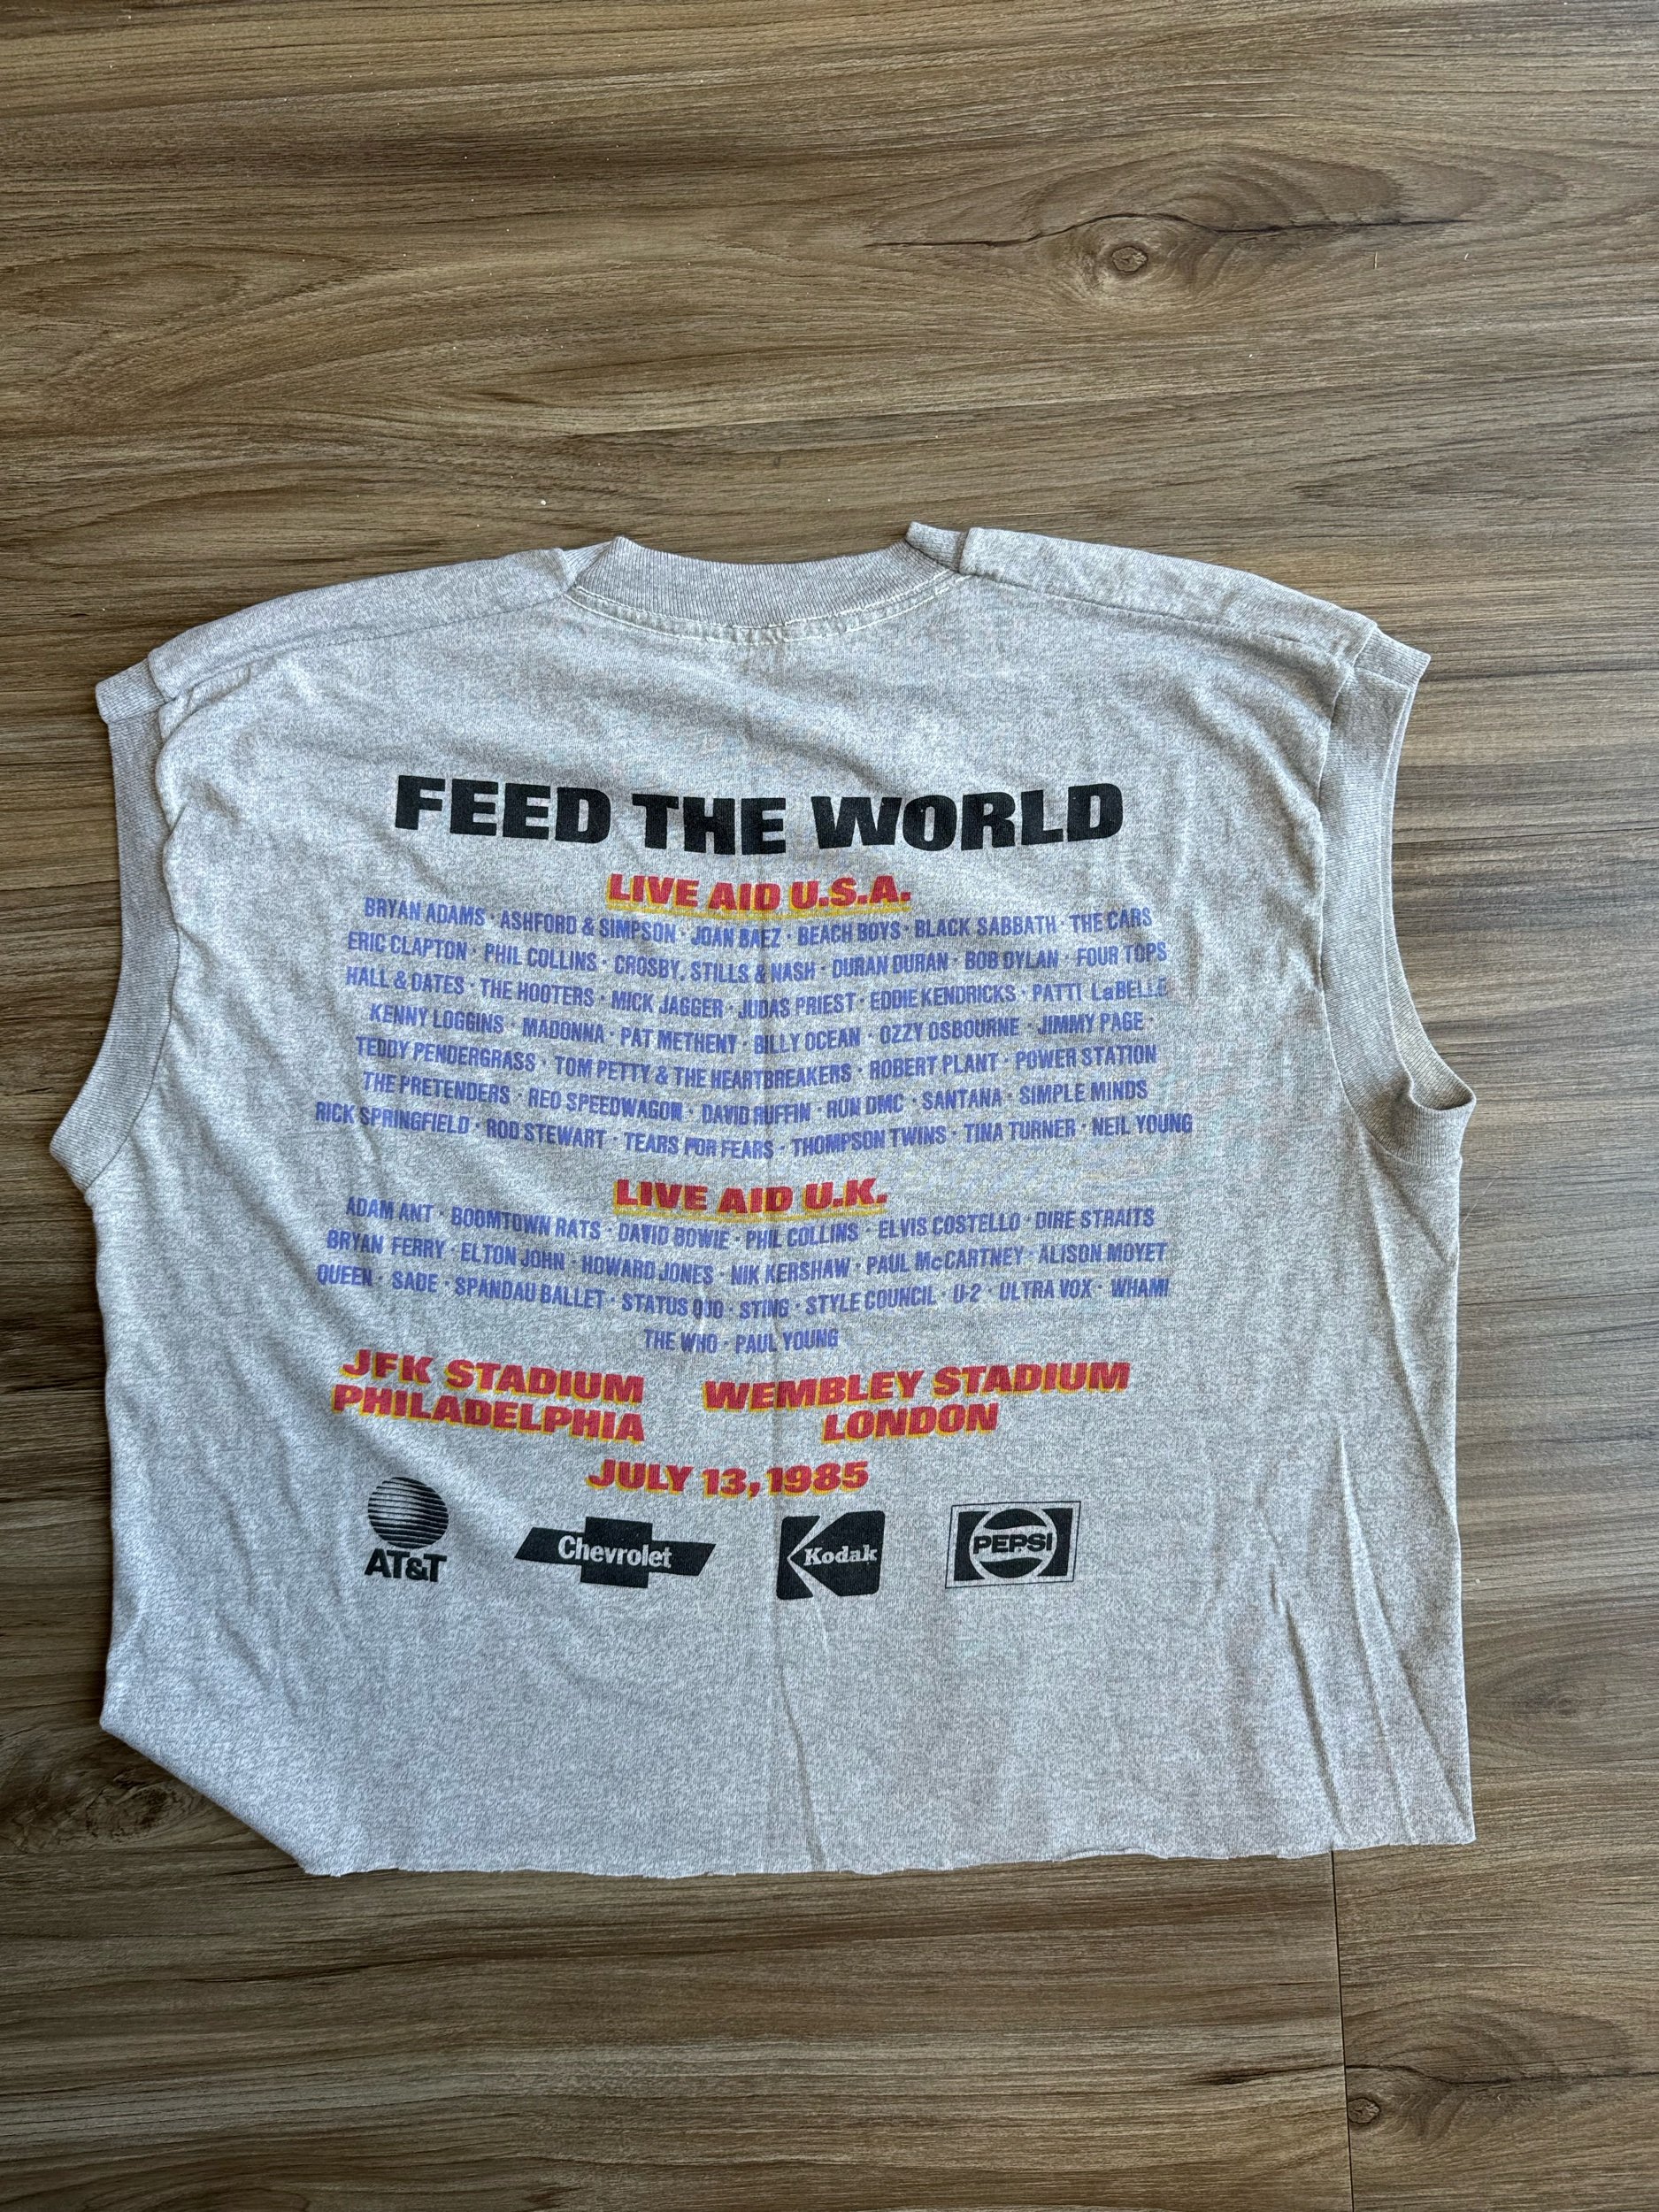 FEED THE WORLD
LIVE AID U.S.A.
BRYAN ADAMS · ASHFORD & SIMPSON · JOAN BAEZ · BEACH BOYS · BLACK SABBATH · THE CARS
ERIC CLAPTON · PHIL COLLINS · CROSBY, STILLS & NASH · DURAN DURAN · BOB DYLAN · FOUR TOPS
HALL & OATES · THE HOOTERS · MICK JAGGER · JUDAS PRIEST · EDDIE KENDRICKS · PATTI LaBELLE
KENNY LOGGINS · MADONNA · PAT METHENY · BILLY OCEAN · OZZY OSBOURNE · JIMMY PAGE ·
TEDDY PENDERGRASS · TOM PETTY & THE HEARTBREAKERS · ROBERT PLANT · POWER STATION
THE PRETENDERS · REO SPEEDWAGON · DAVID RUFFIN · RUN DMC · SANTANA · SIMPLE MINDS
RICK SPRINGFIELD · ROD STEWART · TEARS FOR FEARS · THOMPSON TWINS · TINA TURNER · NEIL YOUNG
LIVE AID U.K.
ADAM ANT · BOOMTOWN RATS · DAVID BOWIE · PHIL COLLINS · ELVIS COSTELLO · DIRE STRAITS
BRYAN FERRY · ELTON JOHN · HOWARD JONES · NIK KERSHAW · PAUL McCARTNEY · ALISON MOYET
QUEEN · SADE · SPANDAU BALLET · STATUS QUO · STING · STYLE COUNCIL · U-2 · ULTRA VOX · WHAM!
THE WHO · PAUL YOUNG
JFK STADIUM WEMBLEY STADIUM
PHILADELPHIA LONDON
JULY 13, 1985
AT&T Chevrolet Kodak PEPSI